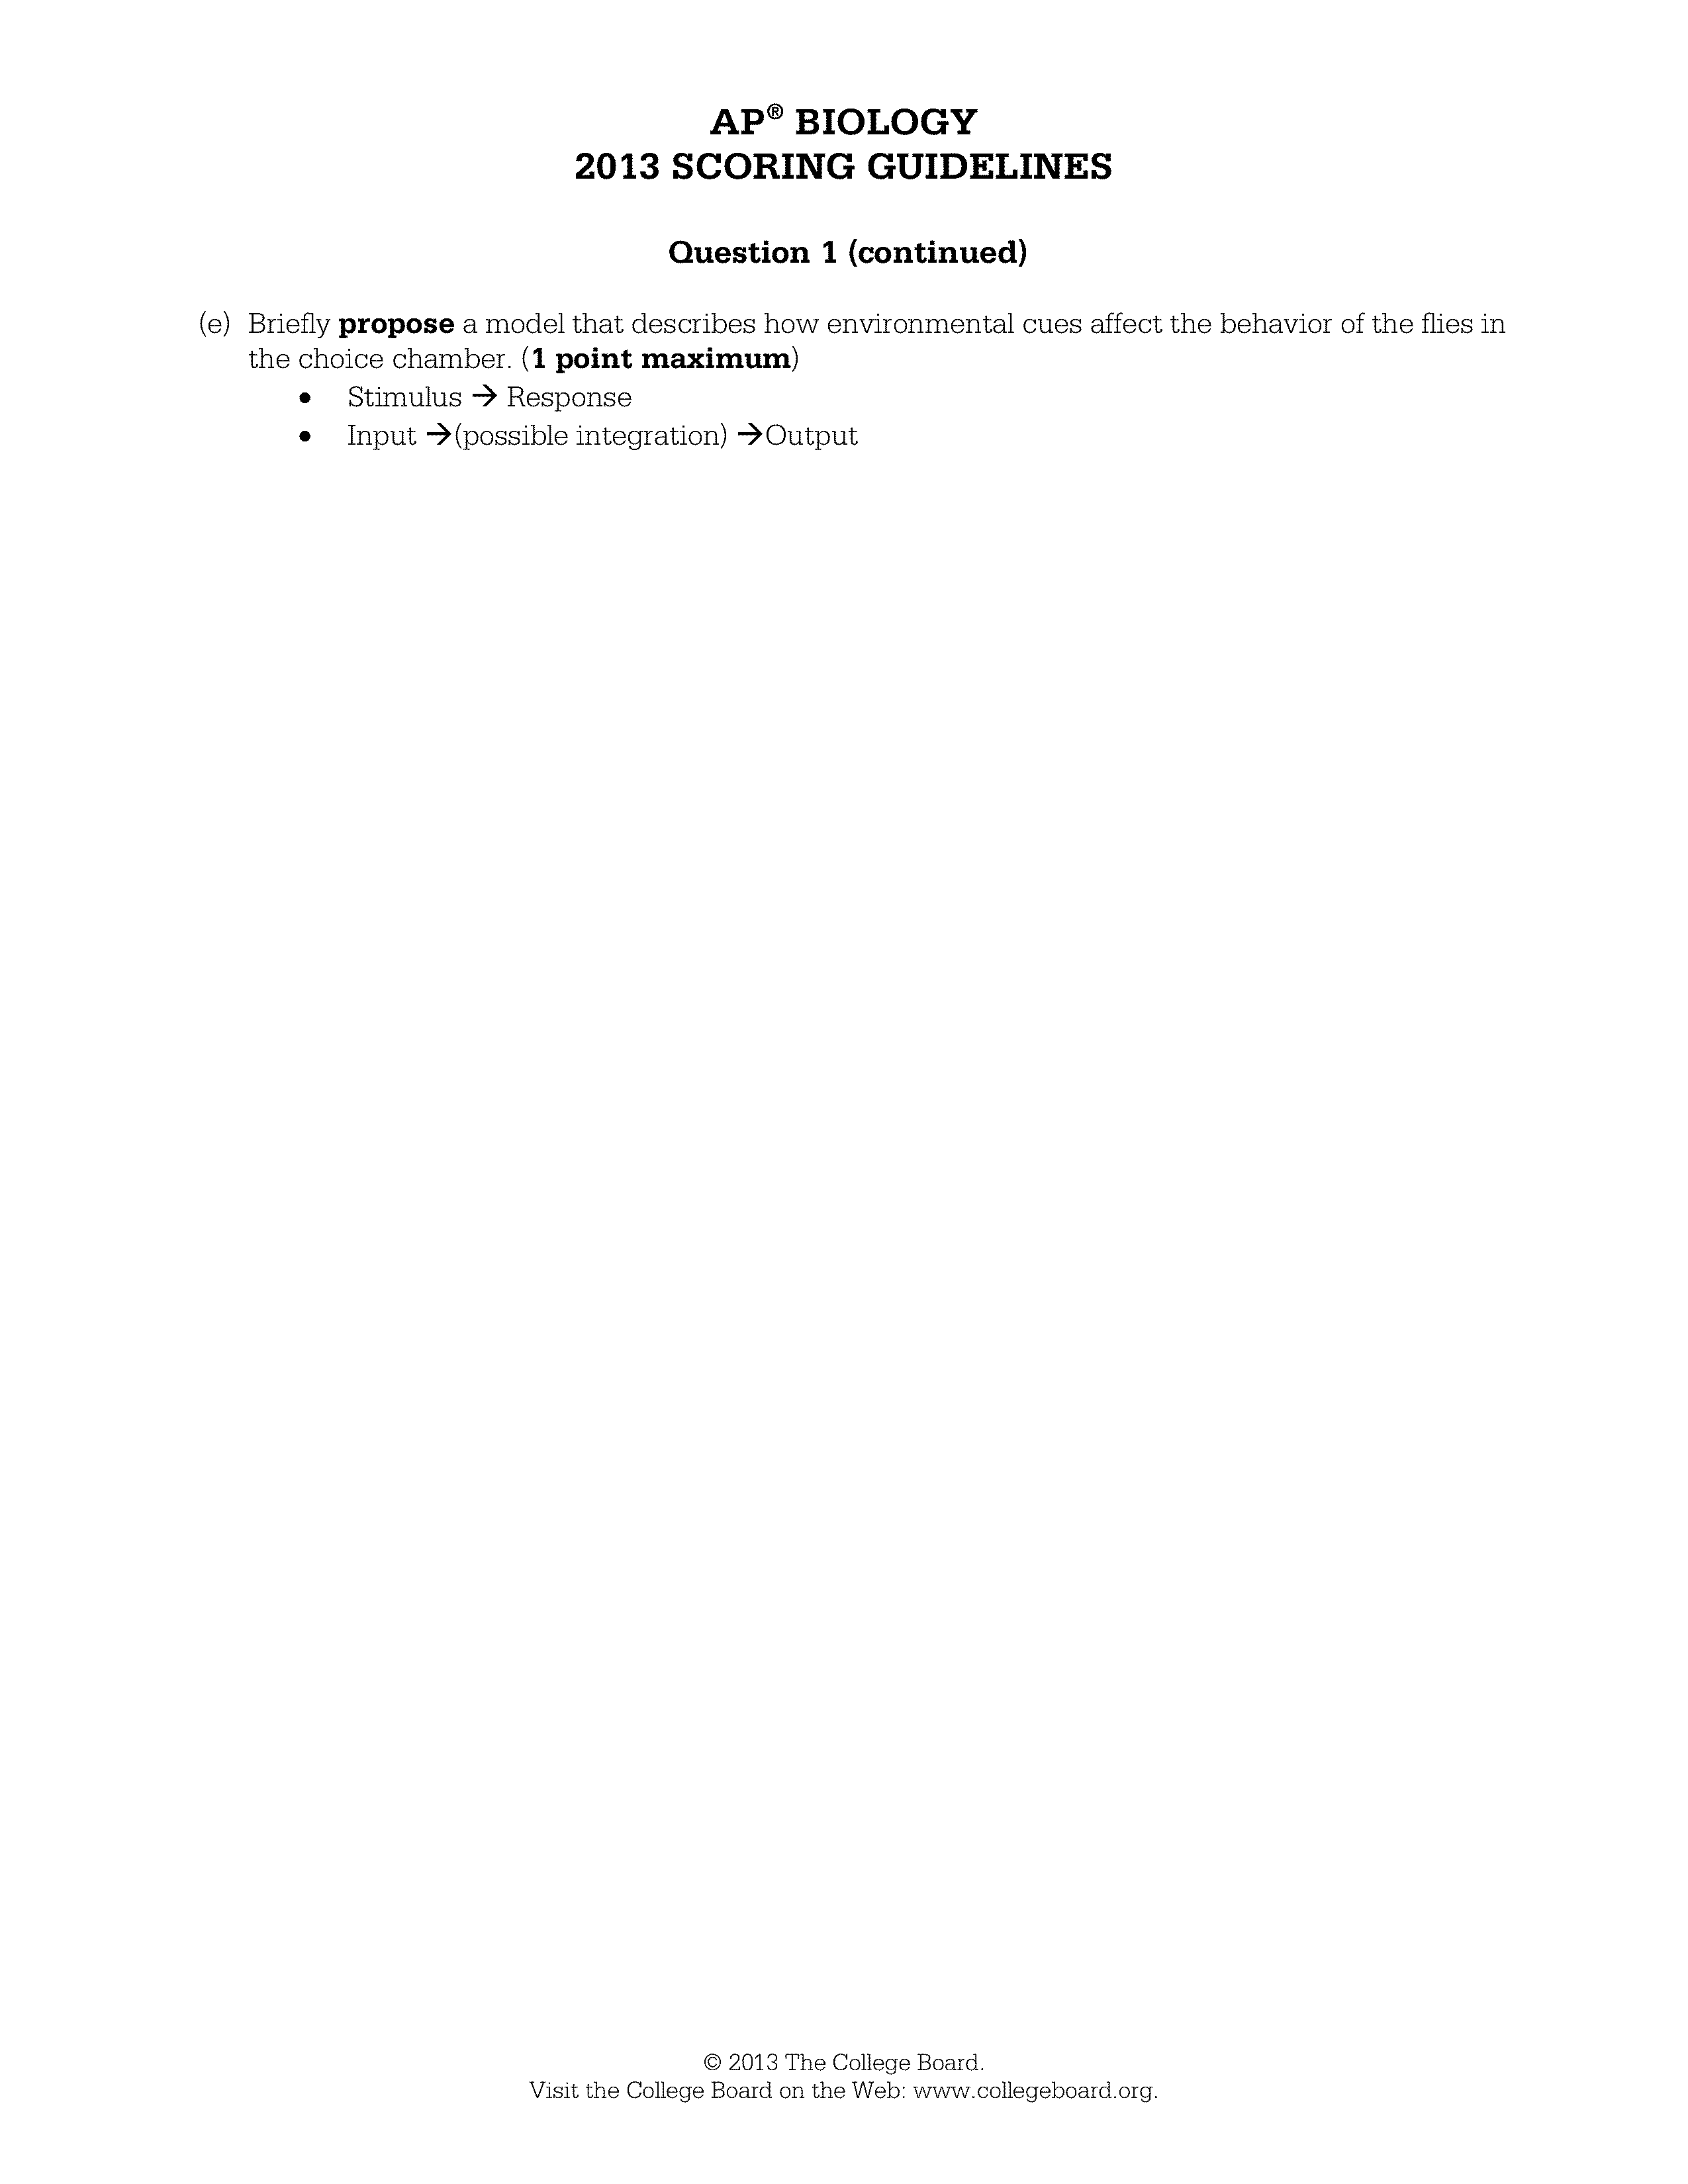 AP® BIOLOGY
2013 SCORING GUIDELINES
Question 1 (continued)
(e) Briefly propose a model that describes how environmental cues affect the behavior of the flies in
the choice chamber. (1 point maximum)
• Stimulus → Response
• Input →(possible integration) →Output
© 2013 The College Board.
Visit the College Board on the Web: www.collegeboard.org.